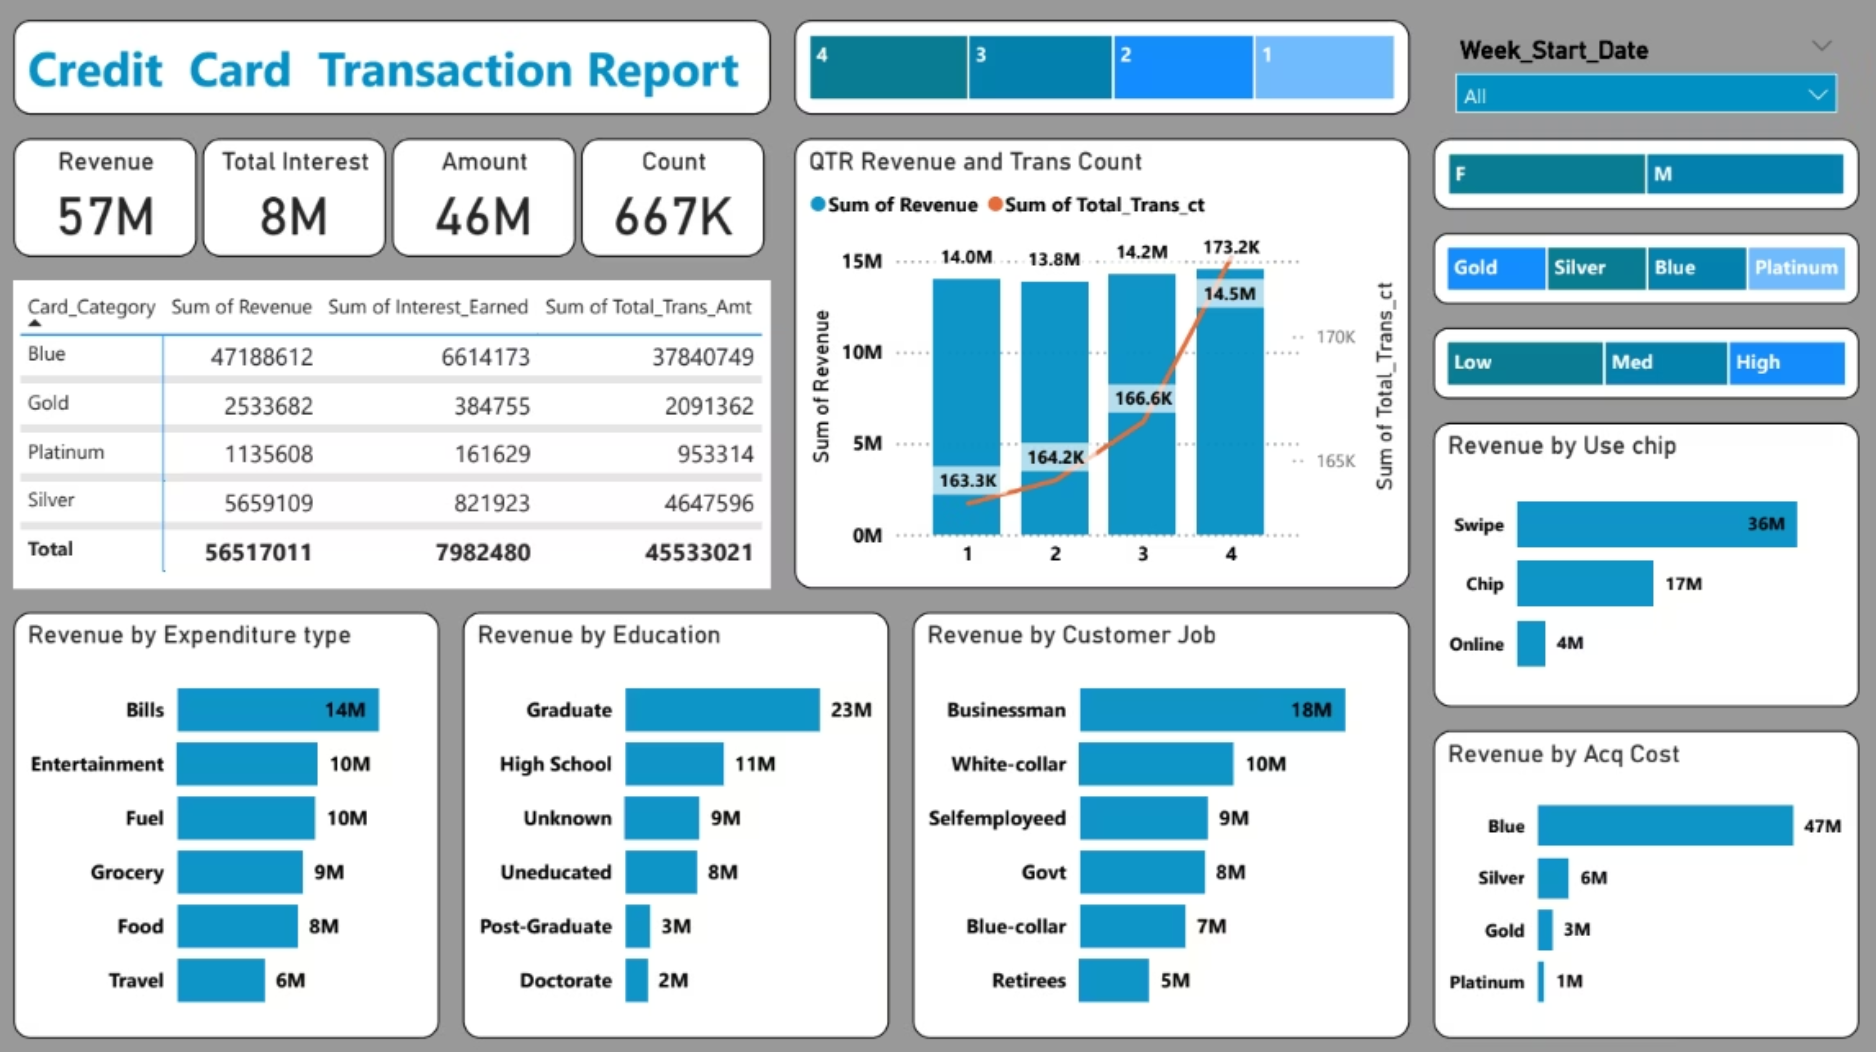 Credit Card Transaction Report
4 3 2 1
Week_Start_Date
All
Revenue
57M
Total Interest
8M
Amount
46M
Count
667K
F M
Gold Silver Blue Platinum
Low Med High
Card_Category Sum of Revenue Sum of Interest_Earned Sum of Total_Trans_Amt
Blue 47188612 6614173 37840749
Gold 2533682 384755 2091362
Platinum 1135608 161629 953314
Silver 5659109 821923 4647596
Total 56517011 7982480 45533021
QTR Revenue and Trans Count
Sum of Revenue Sum of Total_Trans_ct
Sum of Revenue
15M
10M
5M
0M
14.0M 13.8M 14.2M 173.2K
14.5M
166.6K
164.2K
163.3K
1 2 3 4
170K
165K
Sum of Total_Trans_ct
Revenue by Use chip
Swipe 36M
Chip 17M
Online 4M
Revenue by Expenditure type
Bills 14M
Entertainment 10M
Fuel 10M
Grocery 9M
Food 8M
Travel 6M
Revenue by Education
Graduate 23M
High School 11M
Unknown 9M
Uneducated 8M
Post-Graduate 3M
Doctorate 2M
Revenue by Customer Job
Businessman 18M
White-collar 10M
Selfemployeed 9M
Govt 8M
Blue-collar 7M
Retirees 5M
Revenue by Acq Cost
Blue 47M
Silver 6M
Gold 3M
Platinum 1M